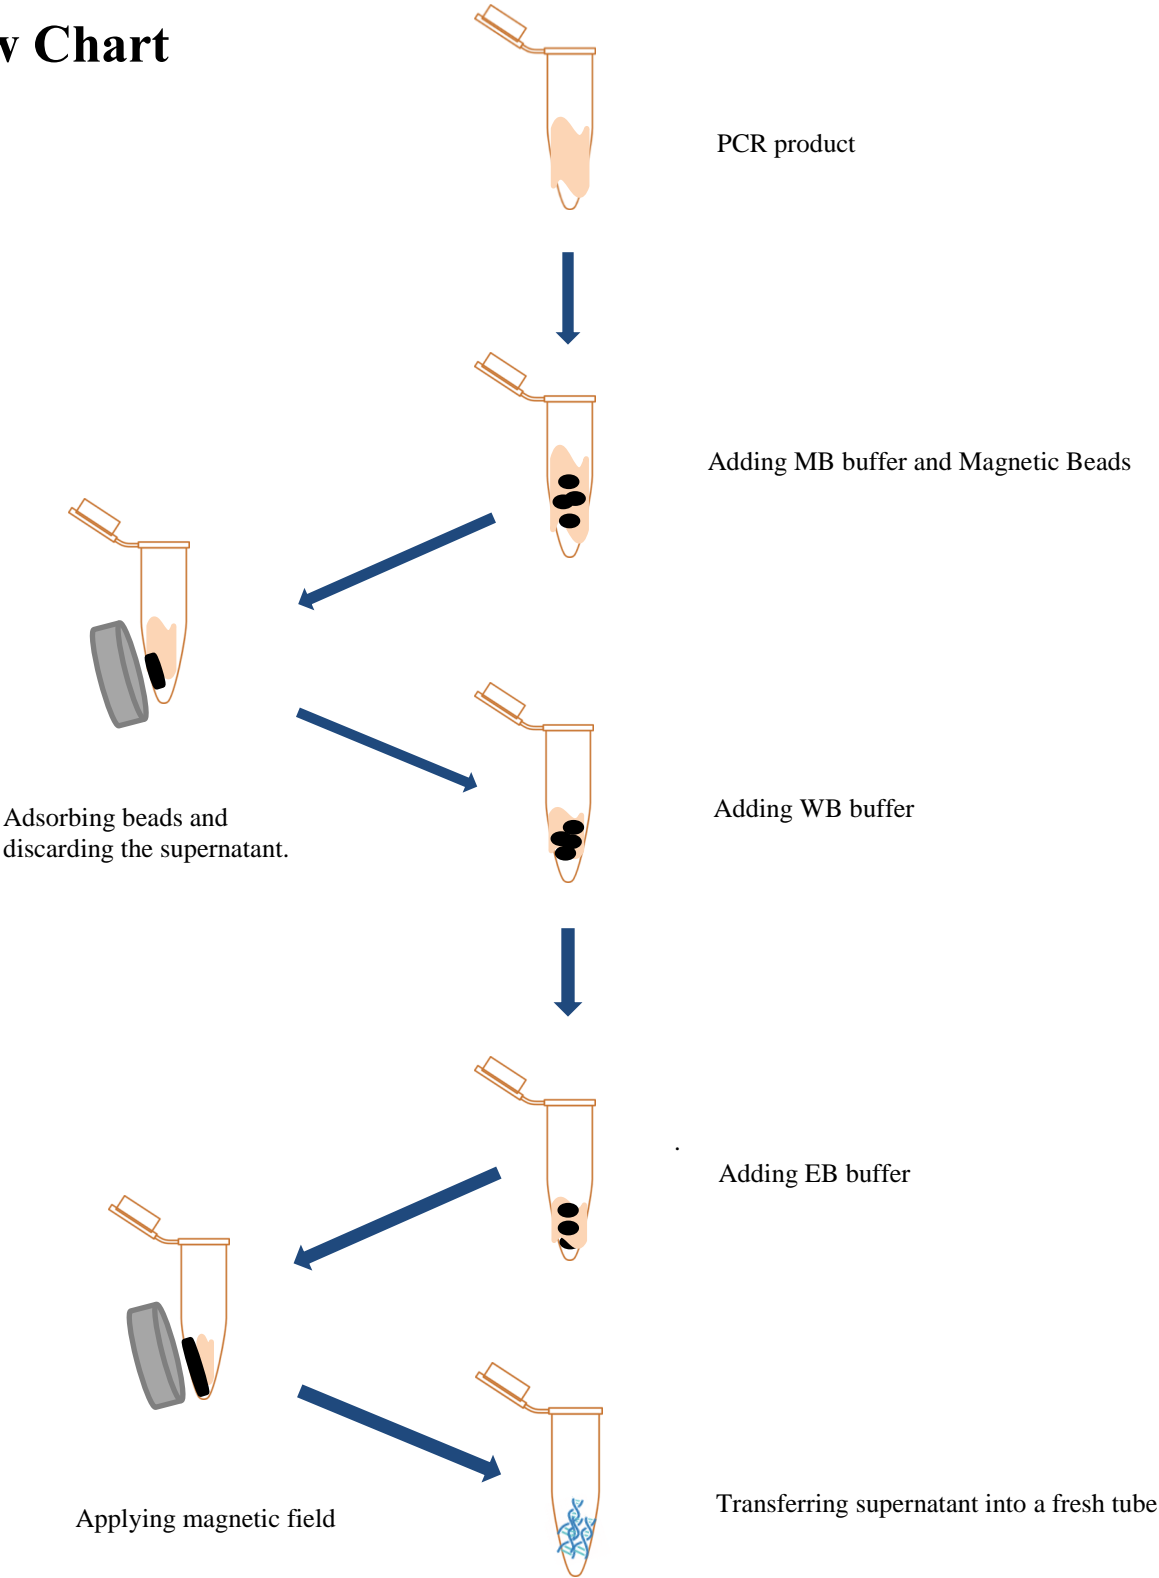 w Chart
PCR product
Adding MB buffer and Magnetic Beads
Adsorbing beads and
discarding the supernatant.
Adding WB buffer
.
Adding EB buffer
Applying magnetic field
Transferring supernatant into a fresh tube